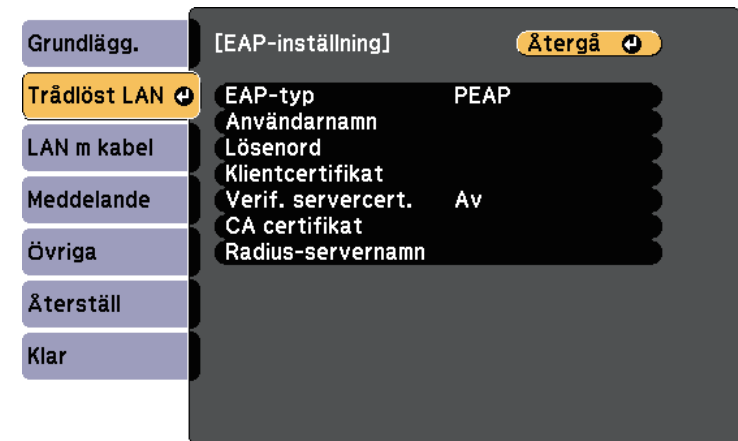 Grundlägg.
Trådlöst LAN
LAN m kabel
Meddelande
Övriga
Återställ
Klar
[EAP-inställning] Återgå
EAP-typ PEAP
Användarnamn
Lösenord
Klientcertifikat
Verif. servercert. Av
CA certifikat
Radius-servernamn